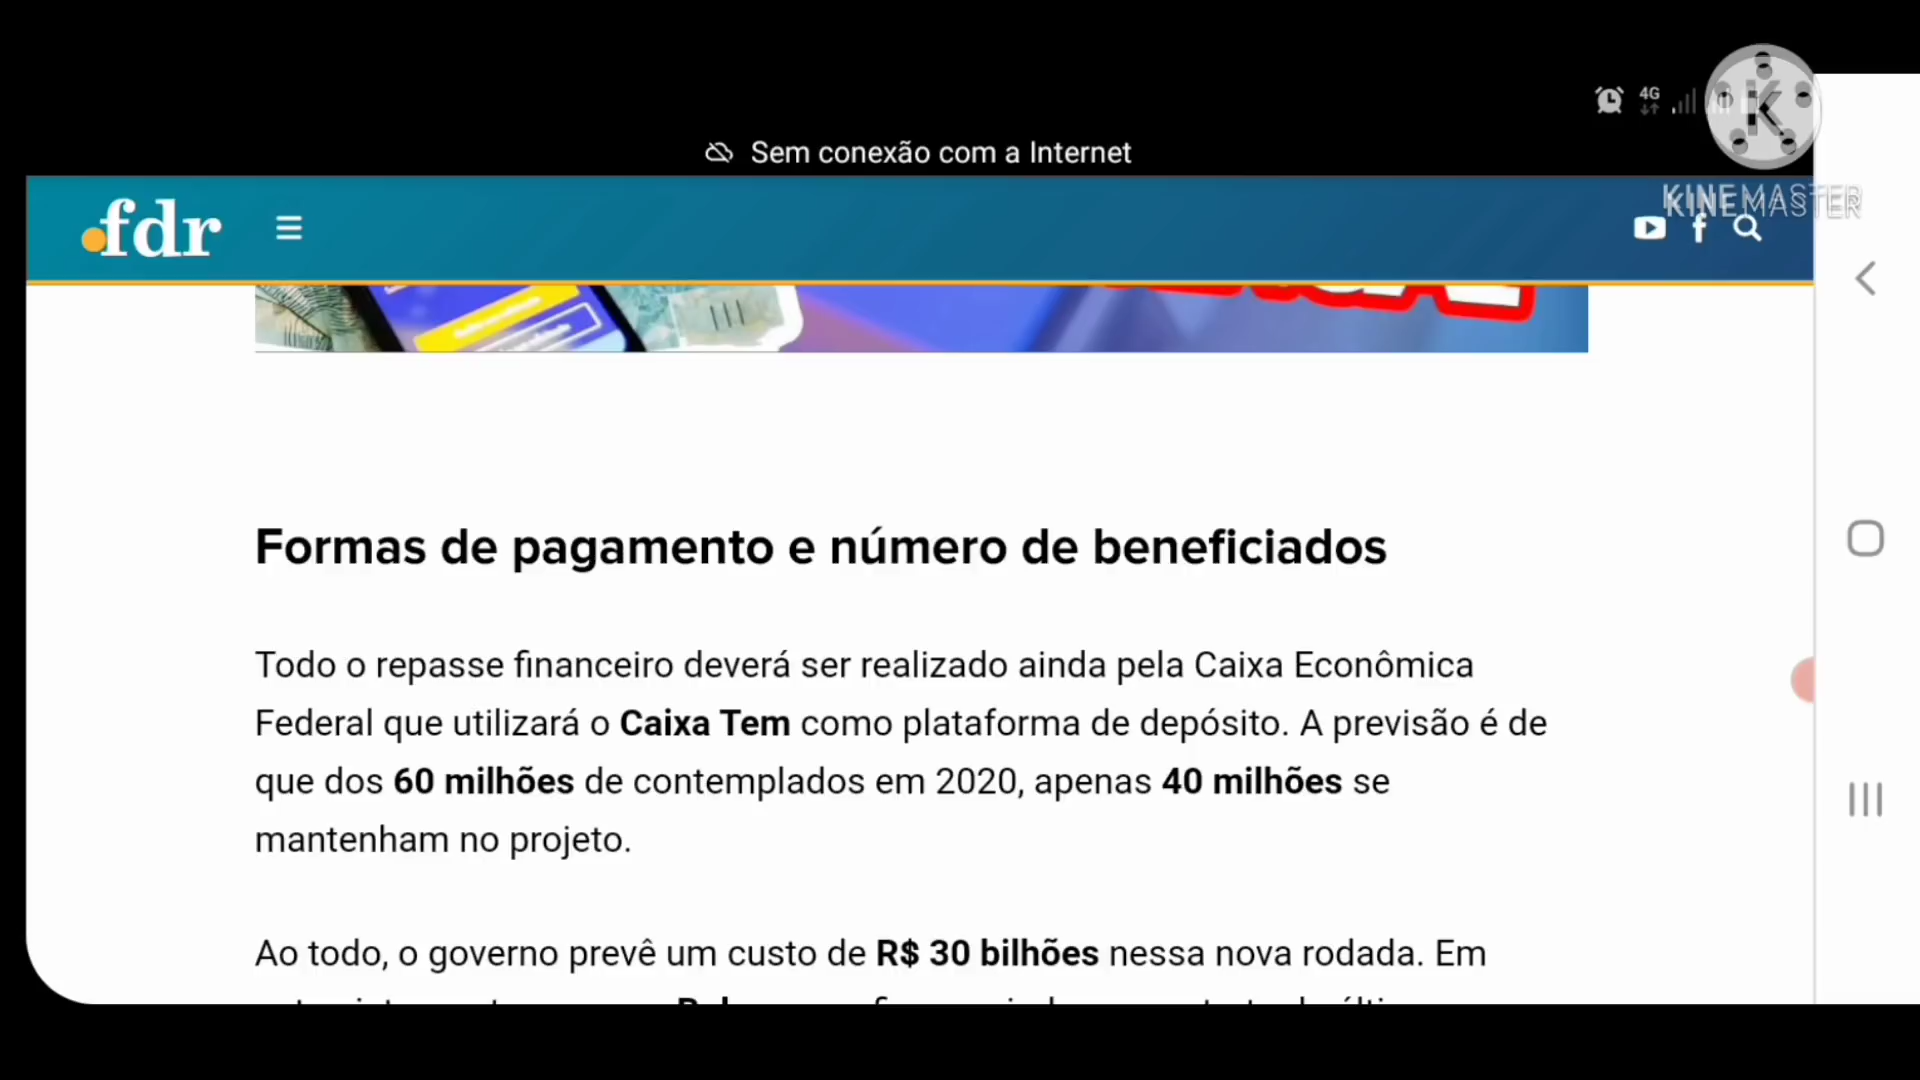 4G
K
Sem conexão com a Internet
KINEMASTER
fdr
Formas de pagamento e número de beneficiados
Todo o repasse financeiro deverá ser realizado ainda pela Caixa Econômica
Federal que utilizará o Caixa Tem como plataforma de depósito. A previsão é de
que dos 60 milhões de contemplados em 2020, apenas 40 milhões se
mantenham no projeto.
Ao todo, o governo prevê um custo de R$ 30 bilhões nessa nova rodada. Em